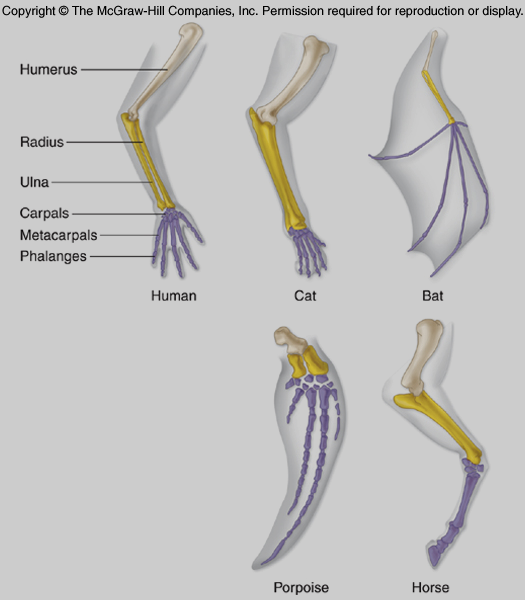 Copyright © The McGraw-Hill Companies, Inc. Permission required for reproduction or display.
Humerus
Radius
Ulna
Carpals
Metacarpals
Phalanges
Human
Cat
Bat
Porpoise
Horse